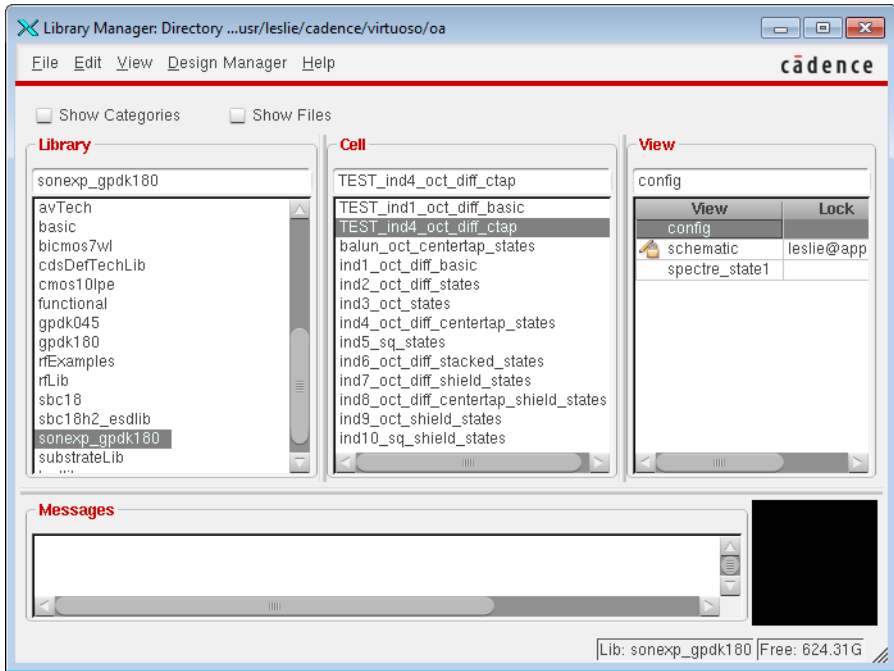 Library Manager: Directory ...usr/leslie/cadence/virtuoso/oa
File Edit View Design Manager Help
cādence
Show Categories Show Files
Library
sonexp_gpdk180
avTech
basic
bicmos7wl
cdsDefTechLib
cmos10lpe
functional
gpdk045
gpdk180
rfExamples
rfLib
sbc18
sbc18h2_esdlib
sonexp_gpdk180
substrateLib
Cell
TEST_ind4_oct_diff_ctap
TEST_ind1_oct_diff_basic
TEST_ind4_oct_diff_ctap
balun_oct_centertap_states
ind1_oct_diff_basic
ind2_oct_diff_states
ind3_oct_states
ind4_oct_diff_centertap_states
ind5_sq_states
ind6_oct_diff_stacked_states
ind7_oct_diff_shield_states
ind8_oct_diff_centertap_shield_states
ind9_oct_shield_states
ind10_sq_shield_states
View
config
View Lock
config
schematic leslie@app
spectre_state1
Messages
Lib: sonexp_gpdk180 Free: 624.31G